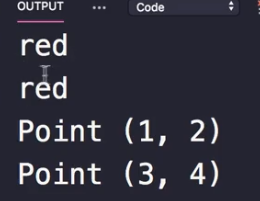 OUTPUT ... Code
red
red
Point (1, 2)
Point (3, 4)